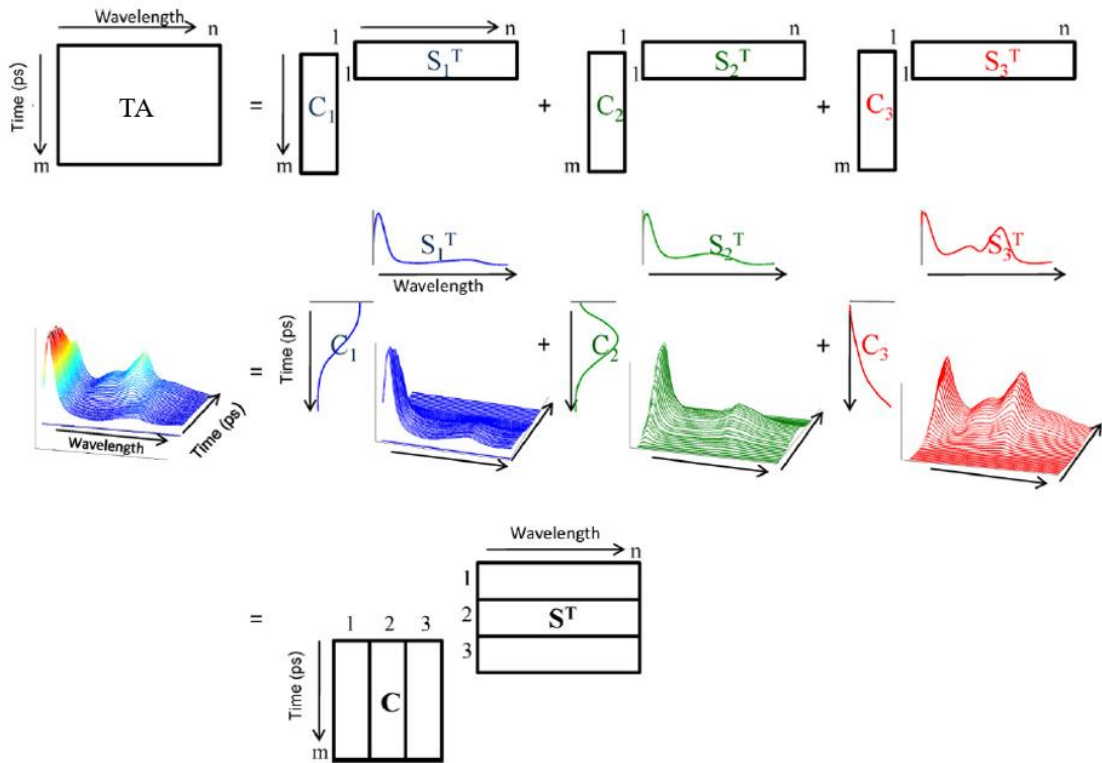 Wavelength
n
Time (ps)
m
TA
=
1
n
1
m
C₁
S₁ᵀ
+
1
n
1
m
C₂
S₂ᵀ
+
1
n
1
m
C₃
S₃ᵀ
S₁ᵀ
Wavelength
S₂ᵀ
S₃ᵀ
Wavelength
Time (ps)
=
Time (ps)
C₁
+
C₂
+
C₃
=
Wavelength
n
1
2
3
Sᵀ
1 2 3
Time (ps)
m
C